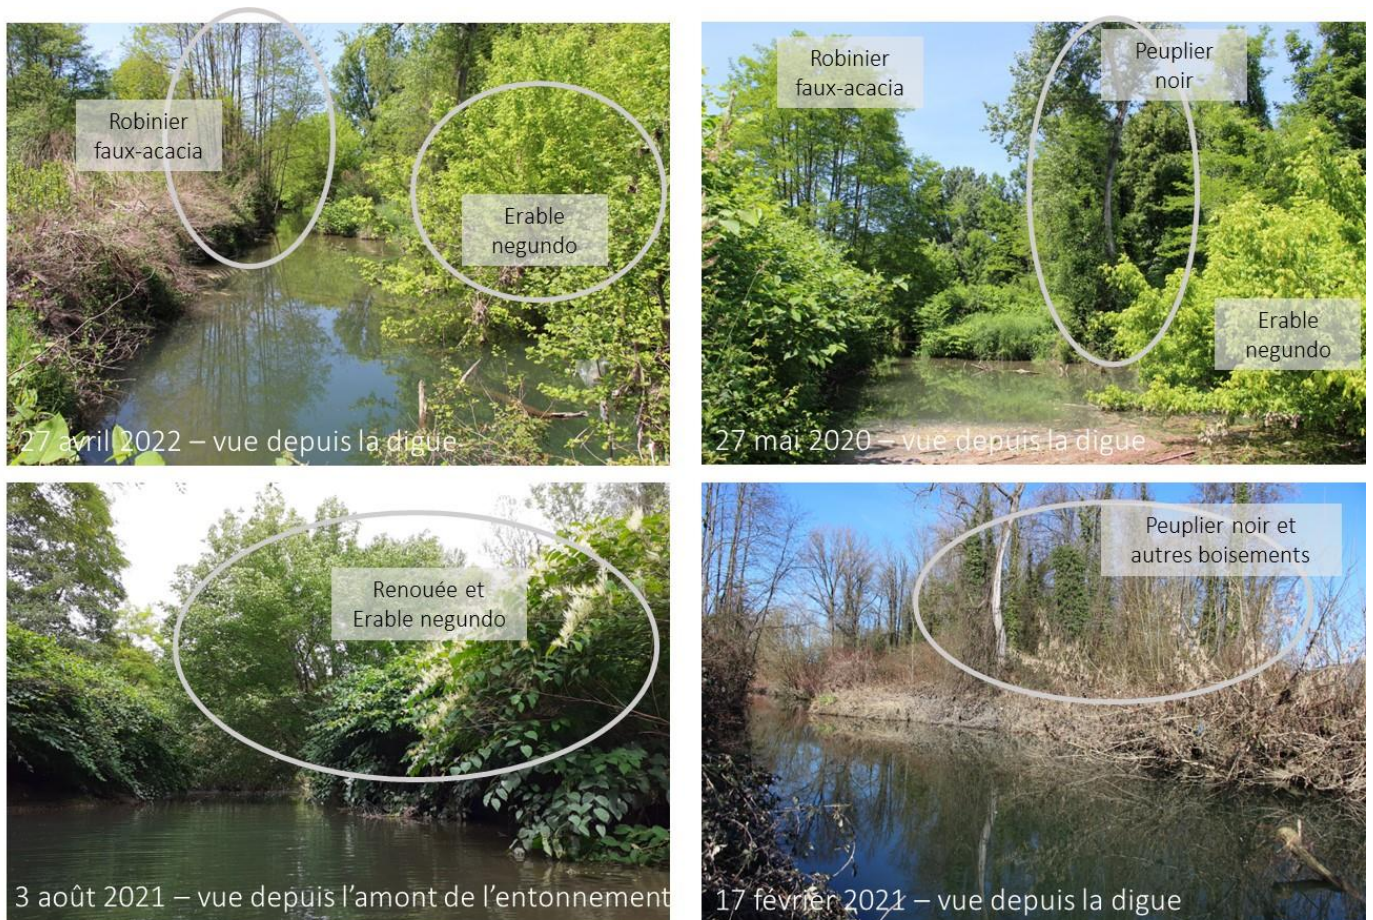 Robinier
faux-acacia
Erable
negundo
27 avril 2022 – vue depuis la digue
Robinier
faux-acacia
Peuplier
noir
Erable
negundo
27 mai 2020 – vue depuis la digue
Renouée et
Erable negundo
3 août 2021 – vue depuis l’amont de l’entonnement
Peuplier noir et
autres boisements
17 février 2021 – vue depuis la digue